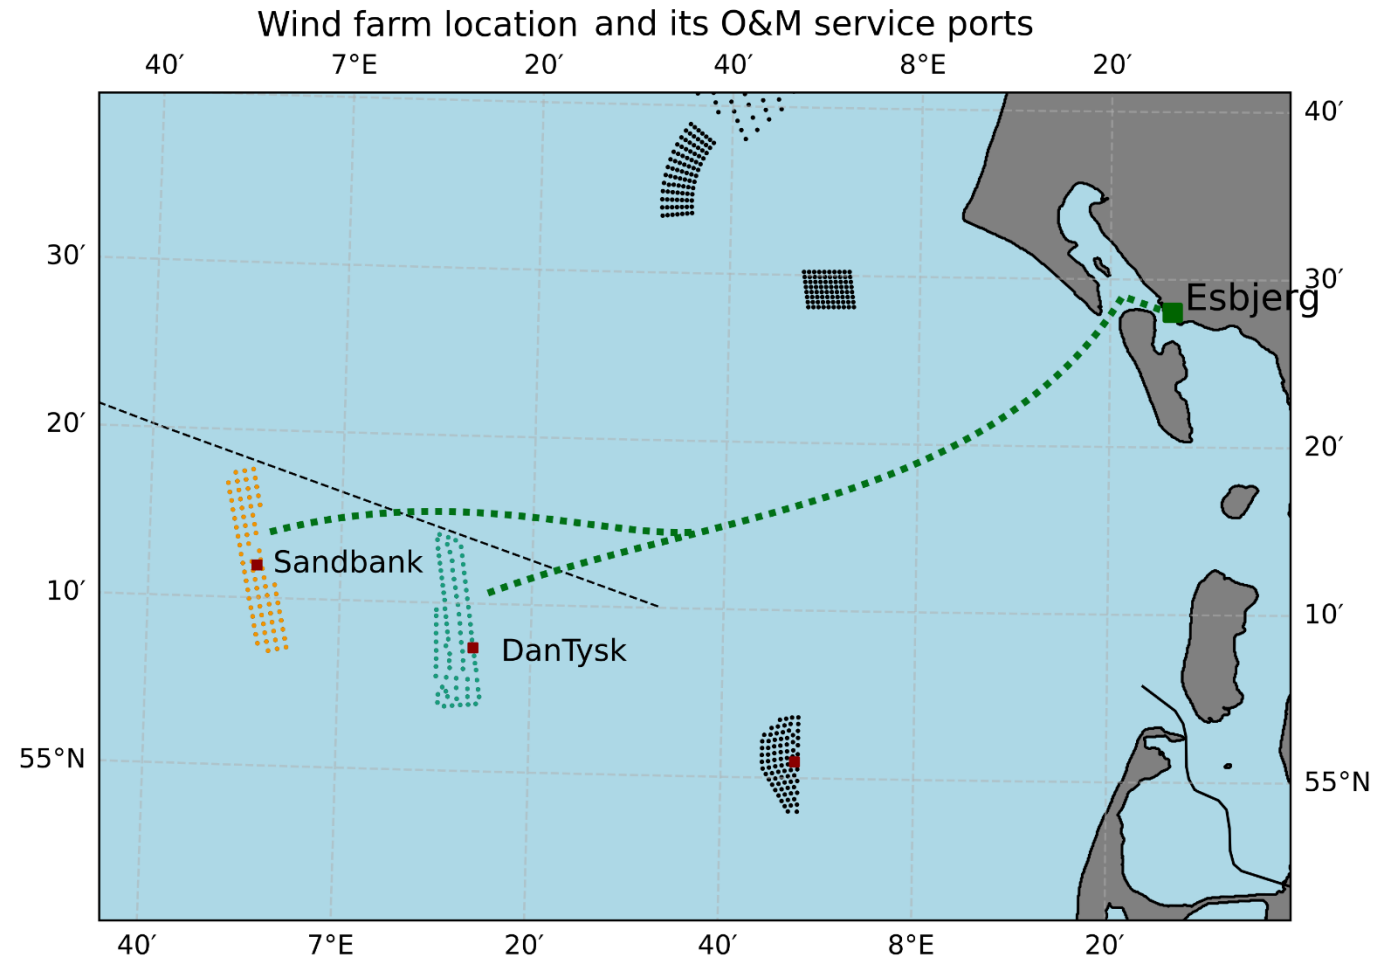 Wind farm location and its O&M service ports
40′ 7°E 20′ 40′ 8°E 20′
40′
30′ 30′
Esbjerg
20′ 20′
Sandbank
10′ 10′
DanTysk
55°N 55°N
40′ 7°E 20′ 40′ 8°E 20′